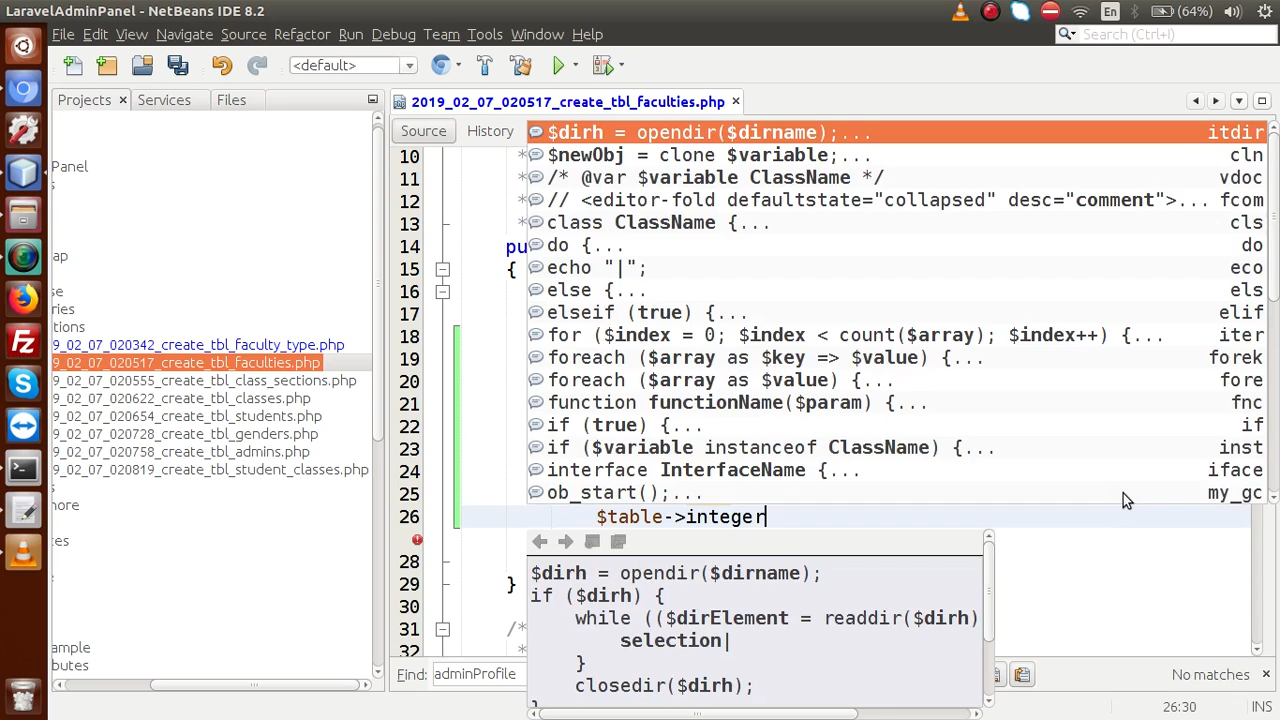 LaravelAdminPanel - NetBeans IDE 8.2
En
(64%)
File Edit View Navigate Source Refactor Run Debug Team Tools Window Help
Search (Ctrl+I)
<default>
Projects Services Files
2019_02_07_020517_create_tbl_faculties.php
Source History
Panel
s
ap
se
ries
tions
9_02_07_020342_create_tbl_faculty_type.php
9_02_07_020517_create_tbl_faculties.php
9_02_07_020555_create_tbl_class_sections.php
9_02_07_020622_create_tbl_classes.php
9_02_07_020654_create_tbl_students.php
9_02_07_020728_create_tbl_genders.php
9_02_07_020758_create_tbl_admins.php
9_02_07_020819_create_tbl_student_classes.php
ore
es
e
ample
butes
10 *
11 *
12 *
13 *
14 pu
15 {
16
17
18
19
20
21
22
23
24
25
26 $table->integer
28
29 }
30
31 /*
32 *
$dirh = opendir($dirname);... itdir
$newObj = clone $variable;... cln
/* @var $variable ClassName */ vdoc
// <editor-fold defaultstate="collapsed" desc="comment">... fcom
class ClassName {... cls
do {... do
echo "|"; eco
else {... els
elseif (true) {... elif
for ($index = 0; $index < count($array); $index++) {... iter
foreach ($array as $key => $value) {... forek
foreach ($array as $value) {... fore
function functionName($param) {... fnc
if (true) {... if
if ($variable instanceof ClassName) {... inst
interface InterfaceName {... iface
ob_start();... my_gc
$dirh = opendir($dirname);
if ($dirh) {
while (($dirElement = readdir($dirh)
selection|
}
closedir($dirh);
Find: adminProfile
No matches
26:30 INS